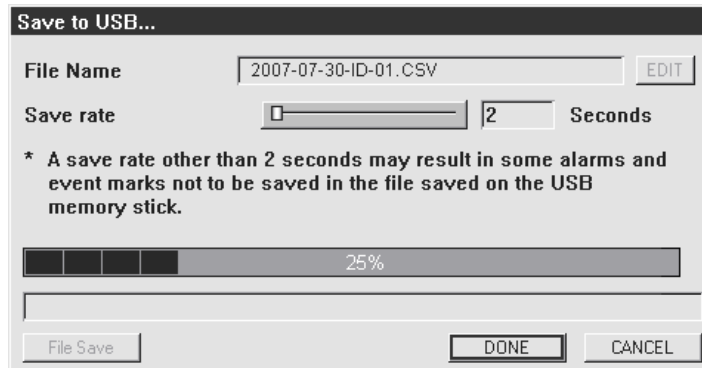 Save to USB...
File Name 2007-07-30-ID-01.CSV EDIT
Save rate 2 Seconds
* A save rate other than 2 seconds may result in some alarms and
event marks not to be saved in the file saved on the USB
memory stick.
25%
File Save DONE CANCEL